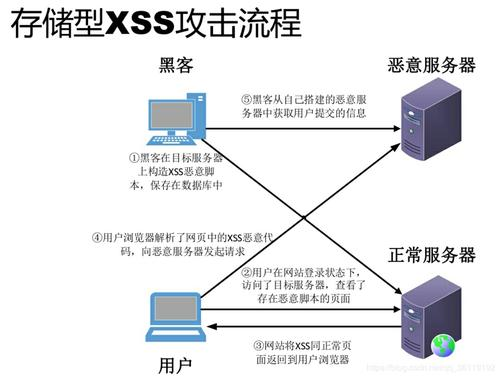 存储型XSS攻击流程
黑客
恶意服务器
⑤黑客从自己搭建的恶意服
务器中获取用户提交的信息
①黑客在目标服务器
上构造XSS恶意脚
本，保存在数据库中
④用户浏览器解析了网页中的XSS恶意代
码，向恶意服务器发起请求
②用户在网站登录状态下，
访问了目标服务器，查看了
存在恶意脚本的页面
正常服务器
③网站将XSS同正常页
面返回到用户浏览器
用户